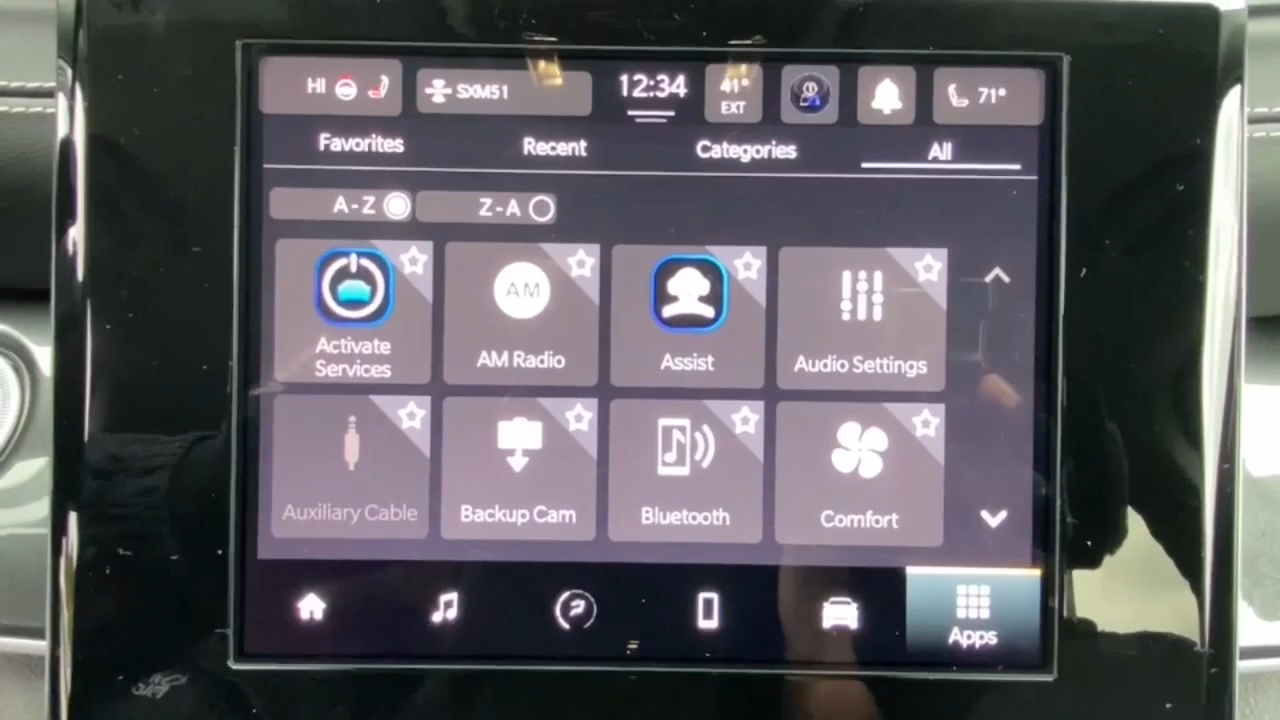 HI
SXM51
12:34
41°
EXT
71°
Favorites
Recent
Categories
All
A-Z
Z-A
AM
Activate
Services
AM Radio
Assist
Audio Settings
Auxiliary Cable
Backup Cam
Bluetooth
Comfort
Apps